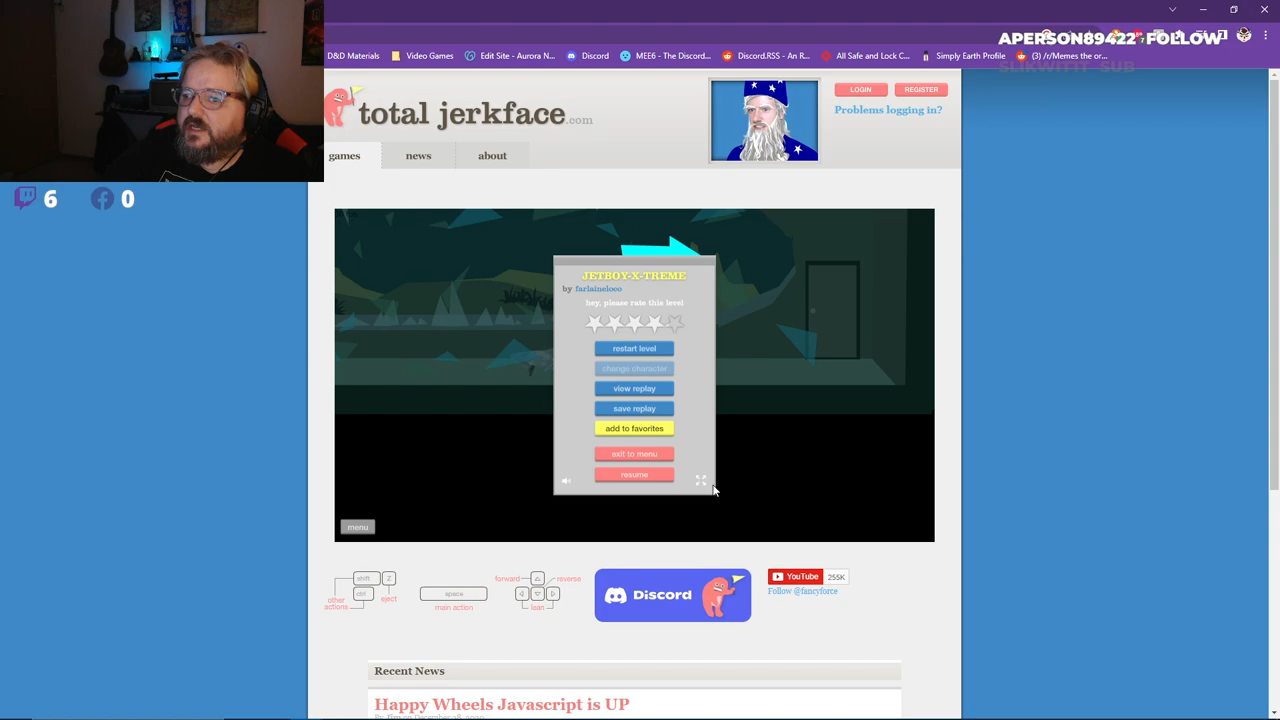 APERSON89422 FOLLOW
SLIKWITIT SUB
D&D Materials
Video Games
Edit Site - Aurora N...
Discord
MEE6 - The Discord...
Discord.RSS - An R...
All Safe and Lock C...
Simply Earth Profile
(3) /r/Memes the or...
total jerkface.com
LOGIN
REGISTER
Problems logging in?
games
news
about
6
0
JETBOY-X-TREME
by farlaineloco
hey, please rate this level
restart level
change character
view replay
save replay
add to favorites
exit to menu
resume
menu
shift
Z
ctrl
eject
other
actions
space
main action
forward
reverse
lean
Discord
YouTube
255K
Follow @fancyforce
Recent News
Happy Wheels Javascript is UP